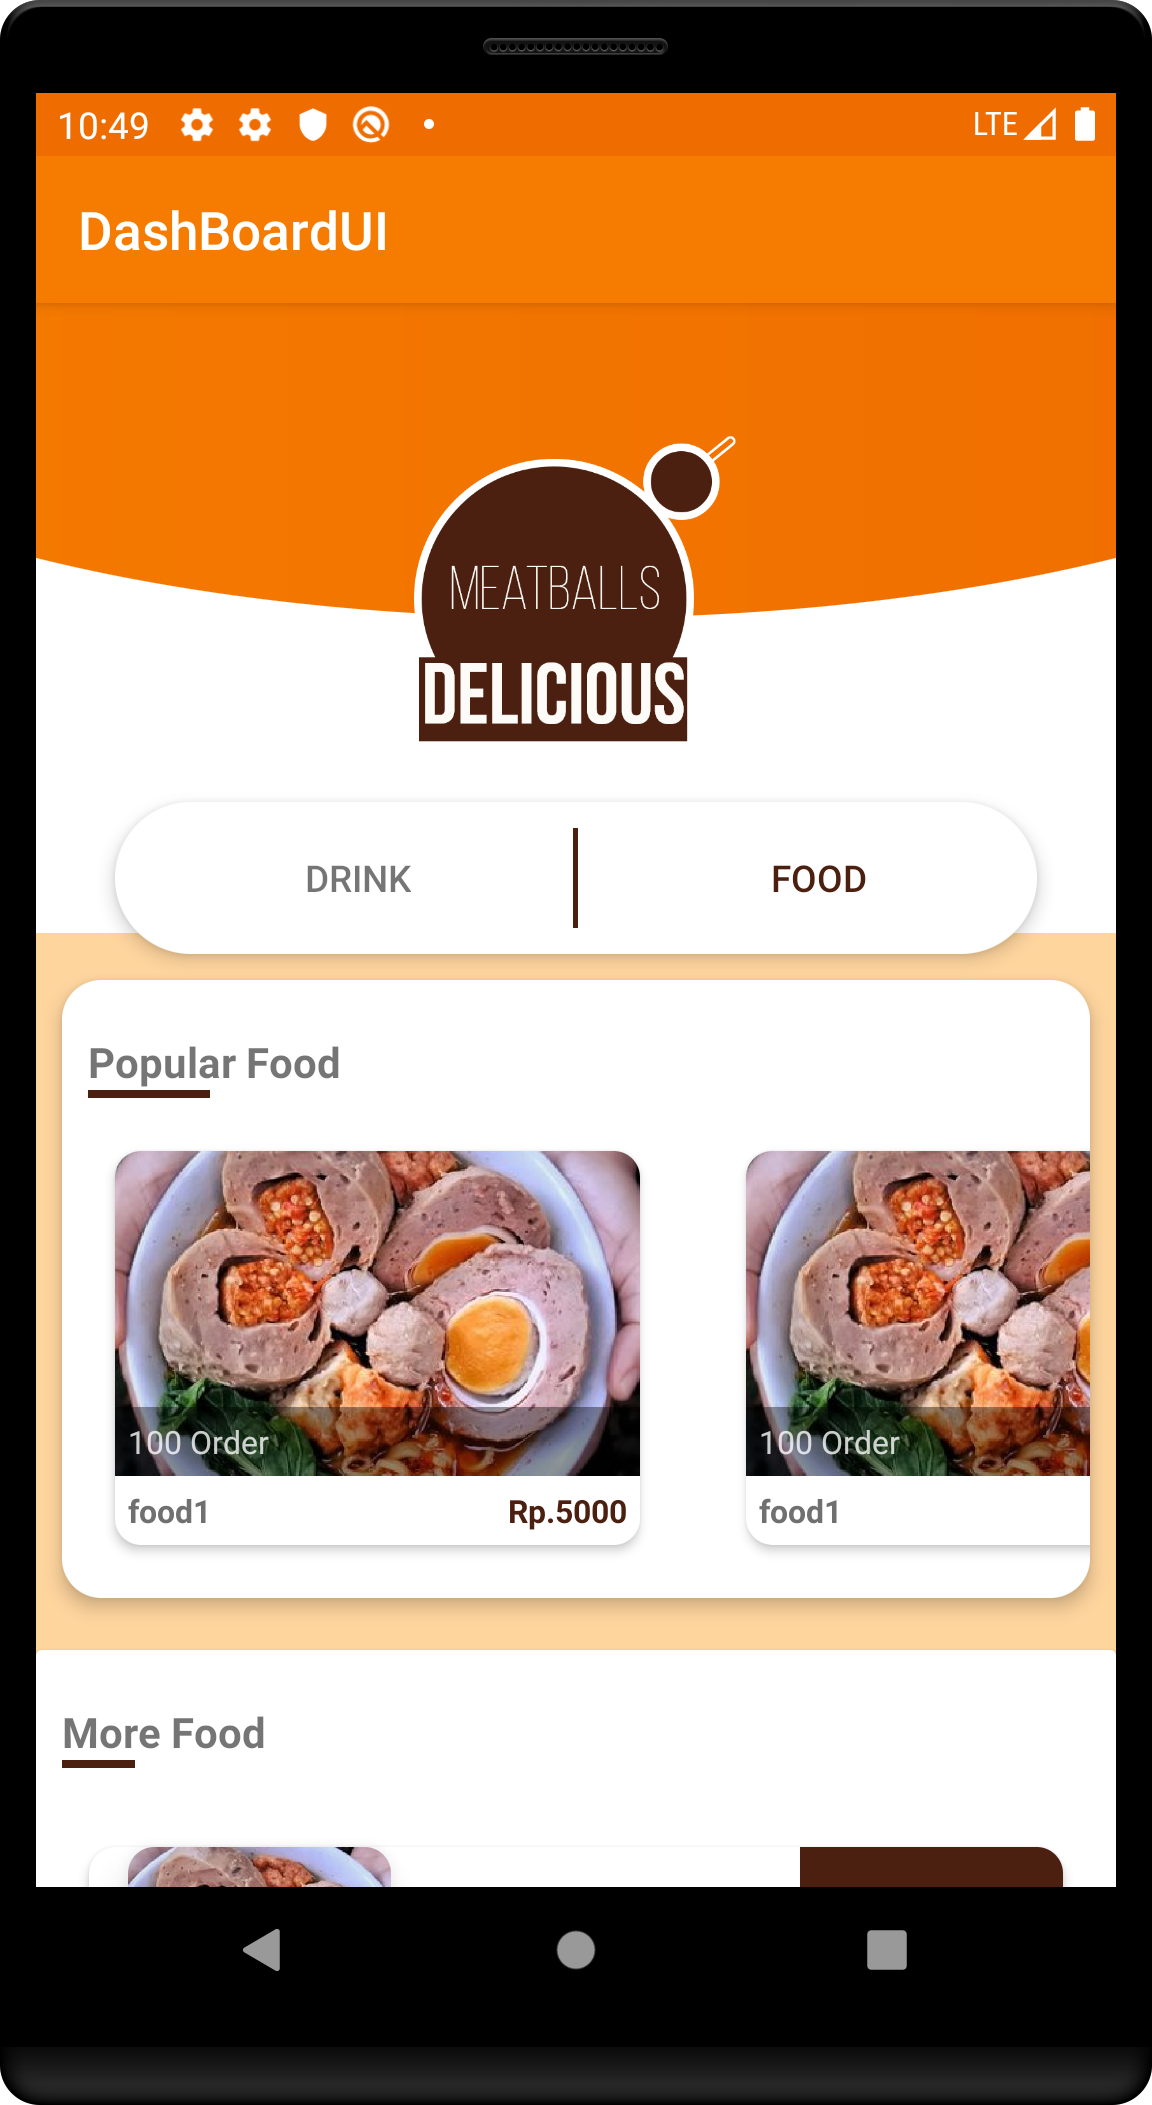 10:49
LTE
DashBoardUI
MEATBALLS
DELICIOUS
DRINK
FOOD
Popular Food
100 Order
100 Order
food1
Rp.5000
food1
More Food